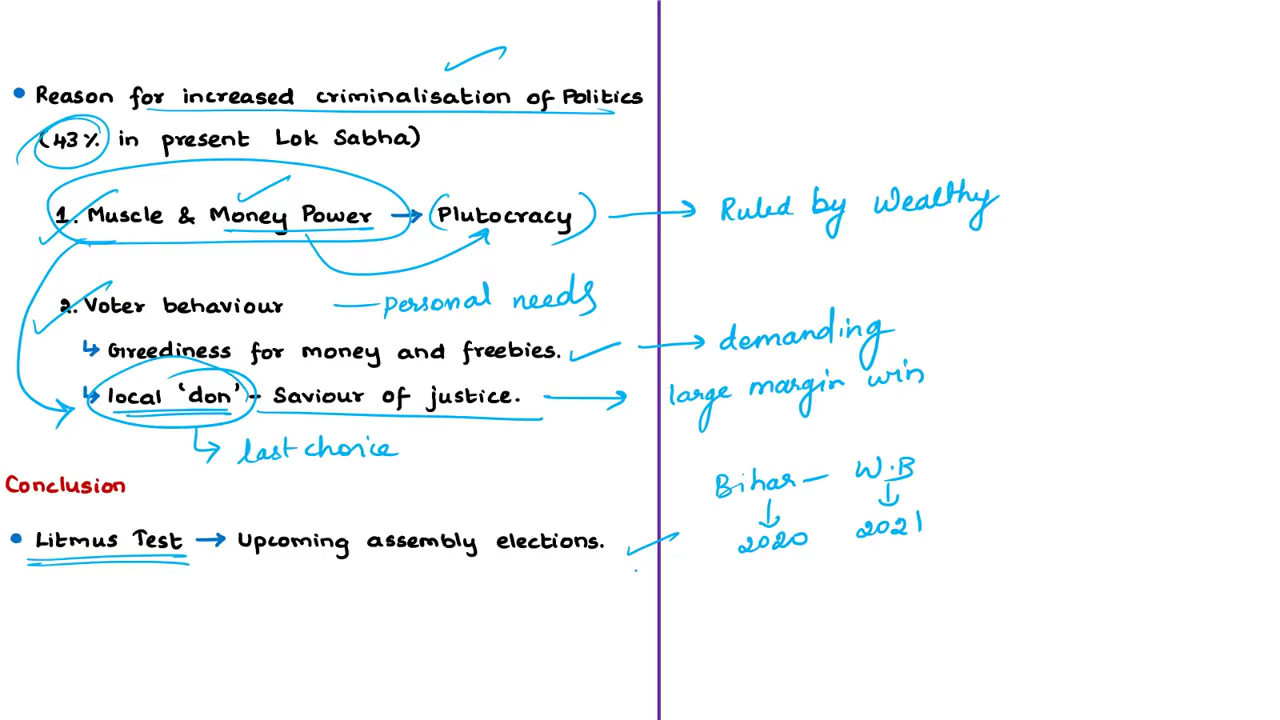 • Reason for increased criminalisation of Politics
(43% in present Lok Sabha)
1. Muscle & Money Power → (Plutocracy) → Ruled by wealthy
2. Voter behaviour — personal needs
↳ Greediness for money and freebies. → demanding
↳ local 'don' - Saviour of justice. → large margin win
↳ last choice
Conclusion
Bihar — W.B
↓ ↓
2020 2021
• Litmus Test → Upcoming assembly elections.